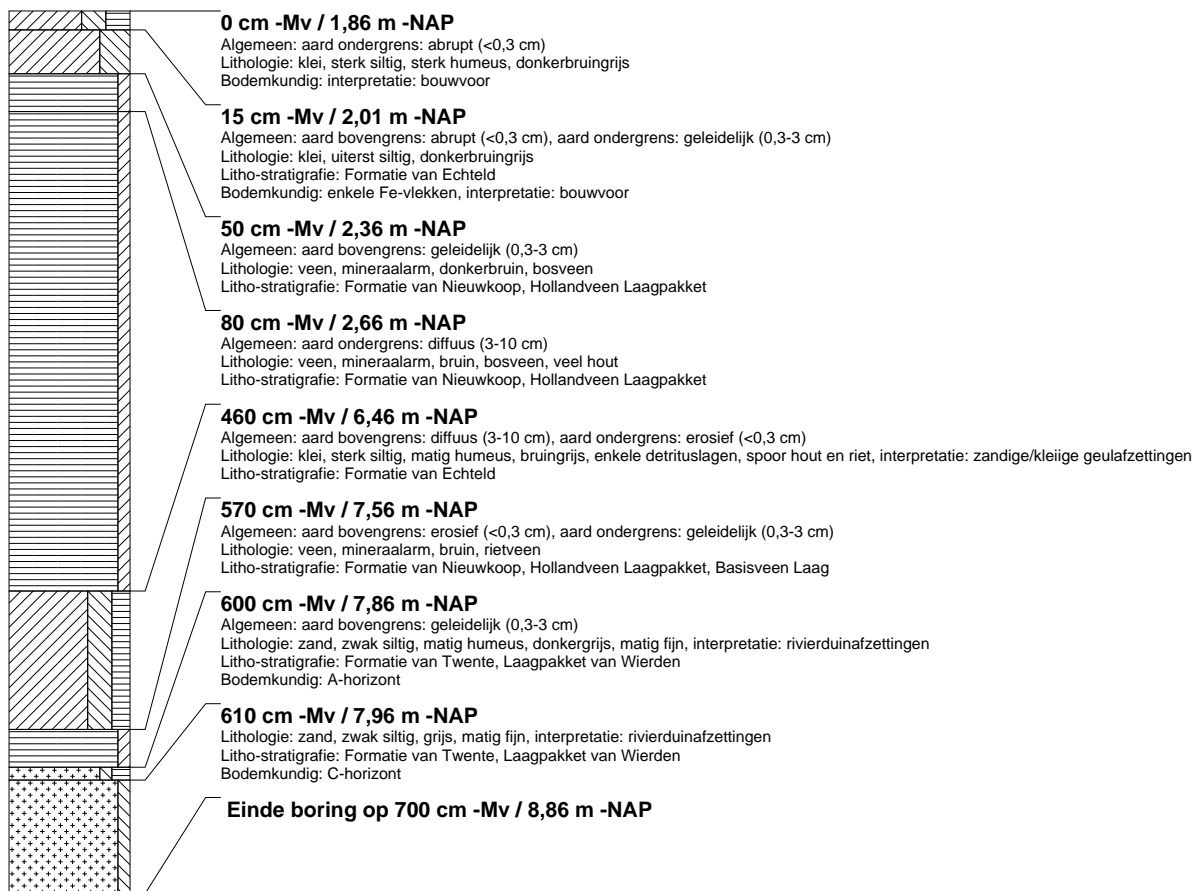 0 cm -Mv / 1,86 m -NAP
Algemeen: aard ondergrens: abrupt (<0,3 cm)
Lithologie: klei, sterk siltig, sterk humeus, donkerbruingrijs
Bodemkundig: interpretatie: bouwvoor
15 cm -Mv / 2,01 m -NAP
Algemeen: aard bovengrens: abrupt (<0,3 cm), aard ondergrens: geleidelijk (0,3-3 cm)
Lithologie: klei, uiterst siltig, donkerbruingrijs
Litho-stratigrafie: Formatie van Echteld
Bodemkundig: enkele Fe-vlekken, interpretatie: bouwvoor
50 cm -Mv / 2,36 m -NAP
Algemeen: aard bovengrens: geleidelijk (0,3-3 cm)
Lithologie: veen, mineraalarm, donkerbruin, bosveen
Litho-stratigrafie: Formatie van Nieuwkoop, Hollandveen Laagpakket
80 cm -Mv / 2,66 m -NAP
Algemeen: aard ondergrens: diffuus (3-10 cm)
Lithologie: veen, mineraalarm, bruin, bosveen, veel hout
Litho-stratigrafie: Formatie van Nieuwkoop, Hollandveen Laagpakket
460 cm -Mv / 6,46 m -NAP
Algemeen: aard bovengrens: diffuus (3-10 cm), aard ondergrens: erosief (<0,3 cm)
Lithologie: klei, sterk siltig, matig humeus, bruingrijs, enkele detrituslagen, spoor hout en riet, interpretatie: zandige/kleiige geulafzettingen
Litho-stratigrafie: Formatie van Echteld
570 cm -Mv / 7,56 m -NAP
Algemeen: aard bovengrens: erosief (<0,3 cm), aard ondergrens: geleidelijk (0,3-3 cm)
Lithologie: veen, mineraalarm, bruin, rietveen
Litho-stratigrafie: Formatie van Nieuwkoop, Hollandveen Laagpakket, Basisveen Laag
600 cm -Mv / 7,86 m -NAP
Algemeen: aard bovengrens: geleidelijk (0,3-3 cm)
Lithologie: zand, zwak siltig, matig humeus, donkergrijs, matig fijn, interpretatie: rivierduinafzettingen
Litho-stratigrafie: Formatie van Twente, Laagpakket van Wierden
Bodemkundig: A-horizont
610 cm -Mv / 7,96 m -NAP
Lithologie: zand, zwak siltig, grijs, matig fijn, interpretatie: rivierduinafzettingen
Litho-stratigrafie: Formatie van Twente, Laagpakket van Wierden
Bodemkundig: C-horizont
Einde boring op 700 cm -Mv / 8,86 m -NAP